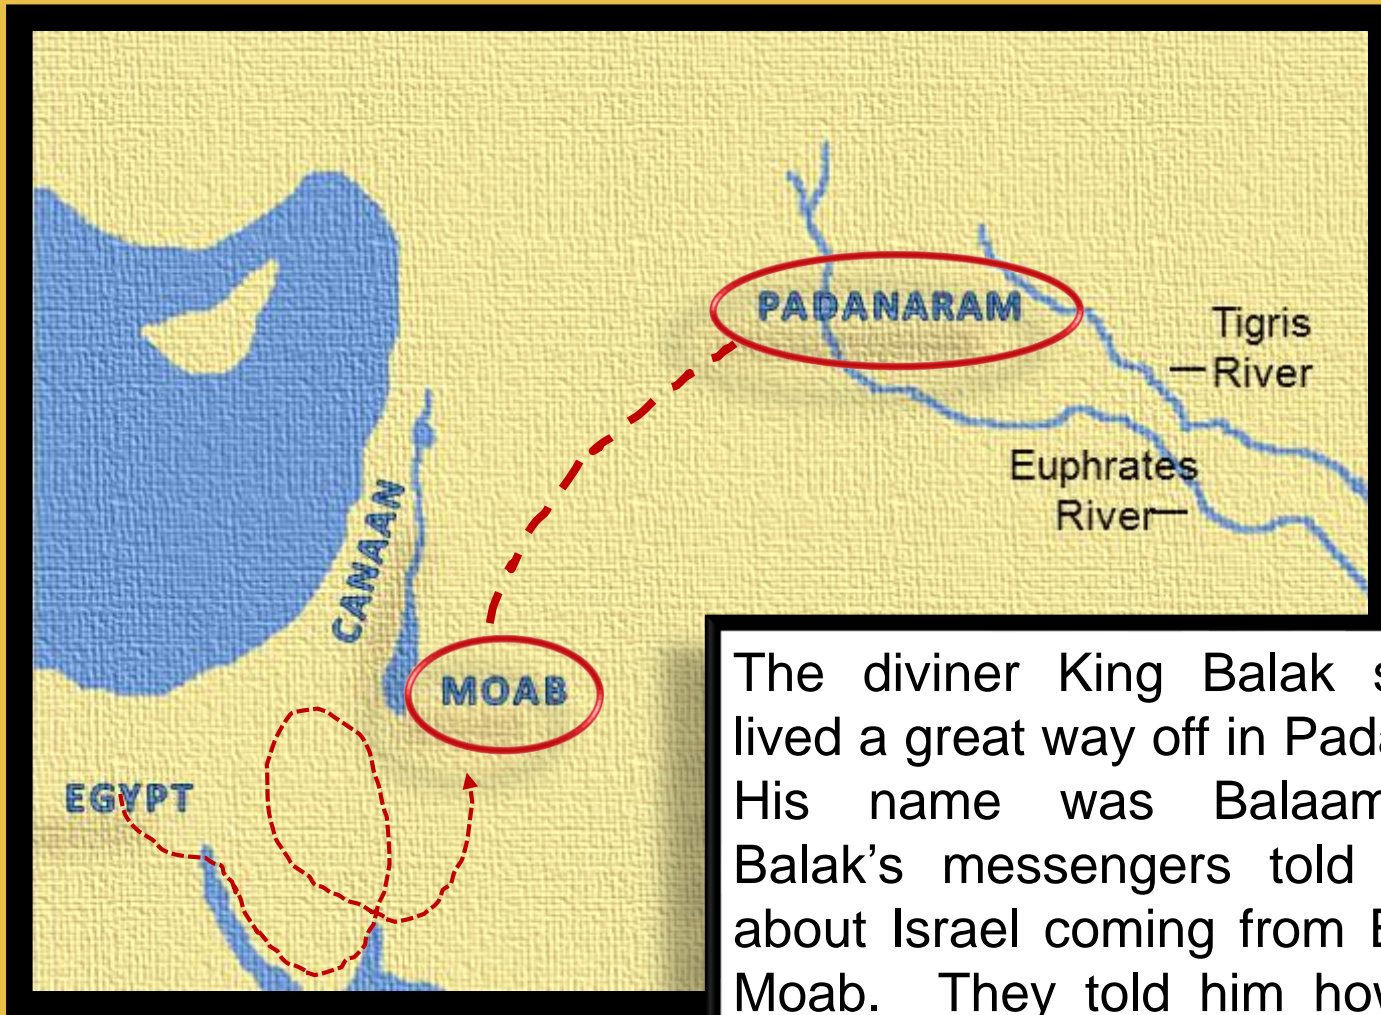 PADANARAM
Tigris
River
Euphrates
River
CANAAN
MOAB
EGYPT
The diviner King Balak
lived a great way off in
His name was Balaam
Balak's messengers told
about Israel coming from
Moab. They told him